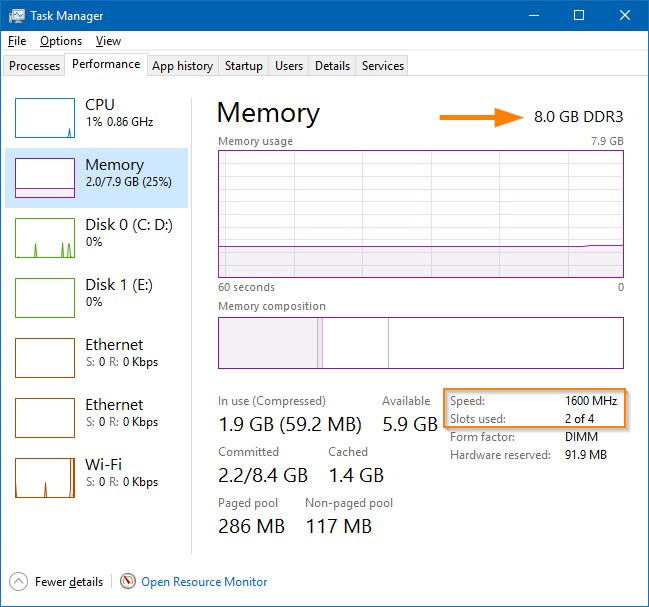 Task Manager
File Options View
Processes Performance App history Startup Users Details Services
CPU
1% 0.86 GHz
Memory
2.0/7.9 GB (25%)
Disk 0 (C: D:)
0%
Disk 1 (E:)
0%
Ethernet
S: 0 R: 0 Kbps
Ethernet
S: 0 R: 0 Kbps
Wi-Fi
S: 0 R: 0 Kbps
Memory 8.0 GB DDR3
Memory usage 7.9 GB
60 seconds 0
Memory composition
In use (Compressed) Available
1.9 GB (59.2 MB) 5.9 GB
Committed Cached
2.2/8.4 GB 1.4 GB
Paged pool Non-paged pool
286 MB 117 MB
Speed: 1600 MHz
Slots used: 2 of 4
Form factor: DIMM
Hardware reserved: 91.9 MB
Fewer details Open Resource Monitor